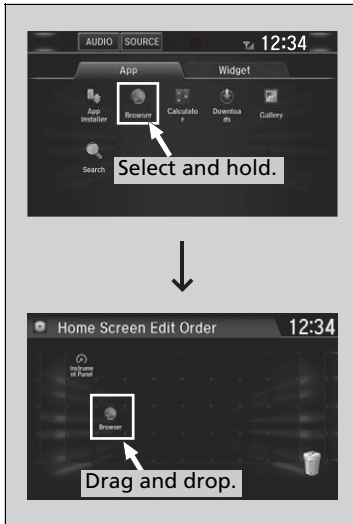 AUDIO SOURCE 12:34
App Widget
App Installer Browser Calculato r Downloa ds Gallery
Search
Select and hold.
Home Screen Edit Order 12:34
Instrume nt Panel
Browser
Drag and drop.